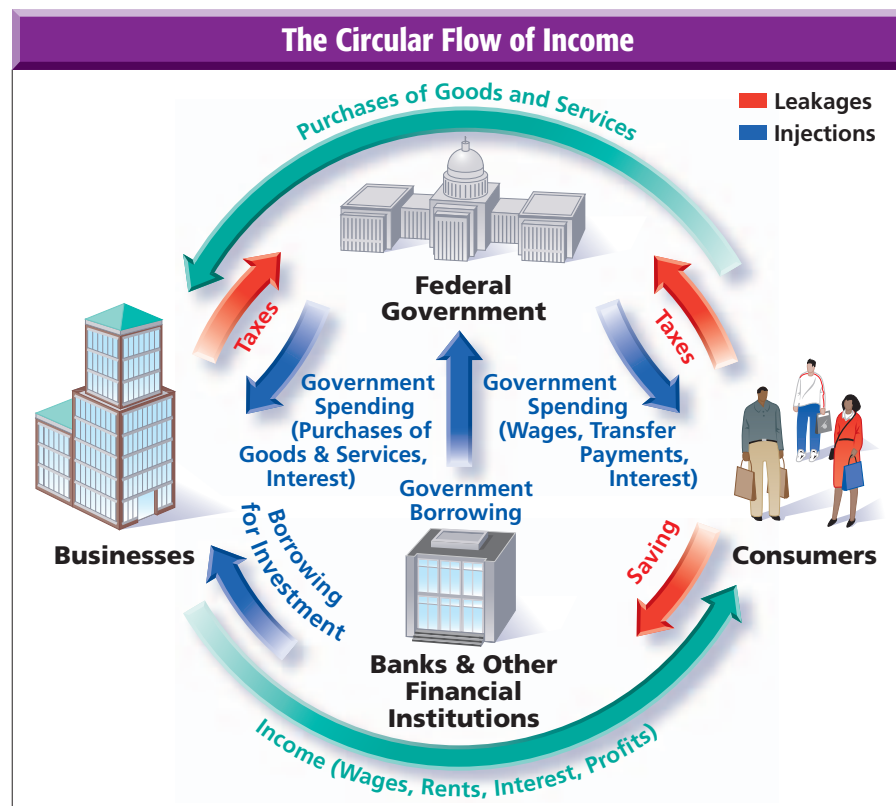 The Circular Flow of Income
Leakages
Injections
Purchases of Goods and Services
Federal
Government
Taxes
Taxes
Government
Spending
(Purchases of
Goods & Services,
Interest)
Government
Spending
(Wages, Transfer
Payments,
Interest)
Government
Borrowing
Businesses
Borrowing
for Investment
Saving
Consumers
Banks & Other
Financial
Institutions
Income (Wages, Rents, Interest, Profits)